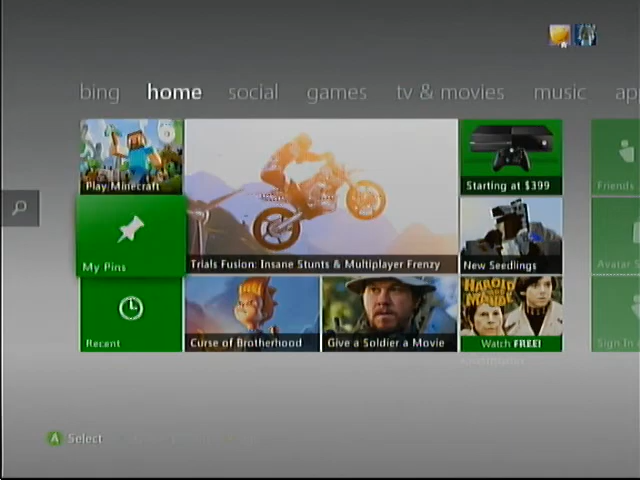 bing home social games tv & movies music app
Play Minecraft
Starting at $399
Friends
My Pins
Trials Fusion: Insane Stunts & Multiplayer Frenzy
New Seedlings
Avatar S
HAROLD
and
MAUDE
Recent
Curse of Brotherhood
Give a Soldier a Movie
Watch FREE!
Sign In
A Select